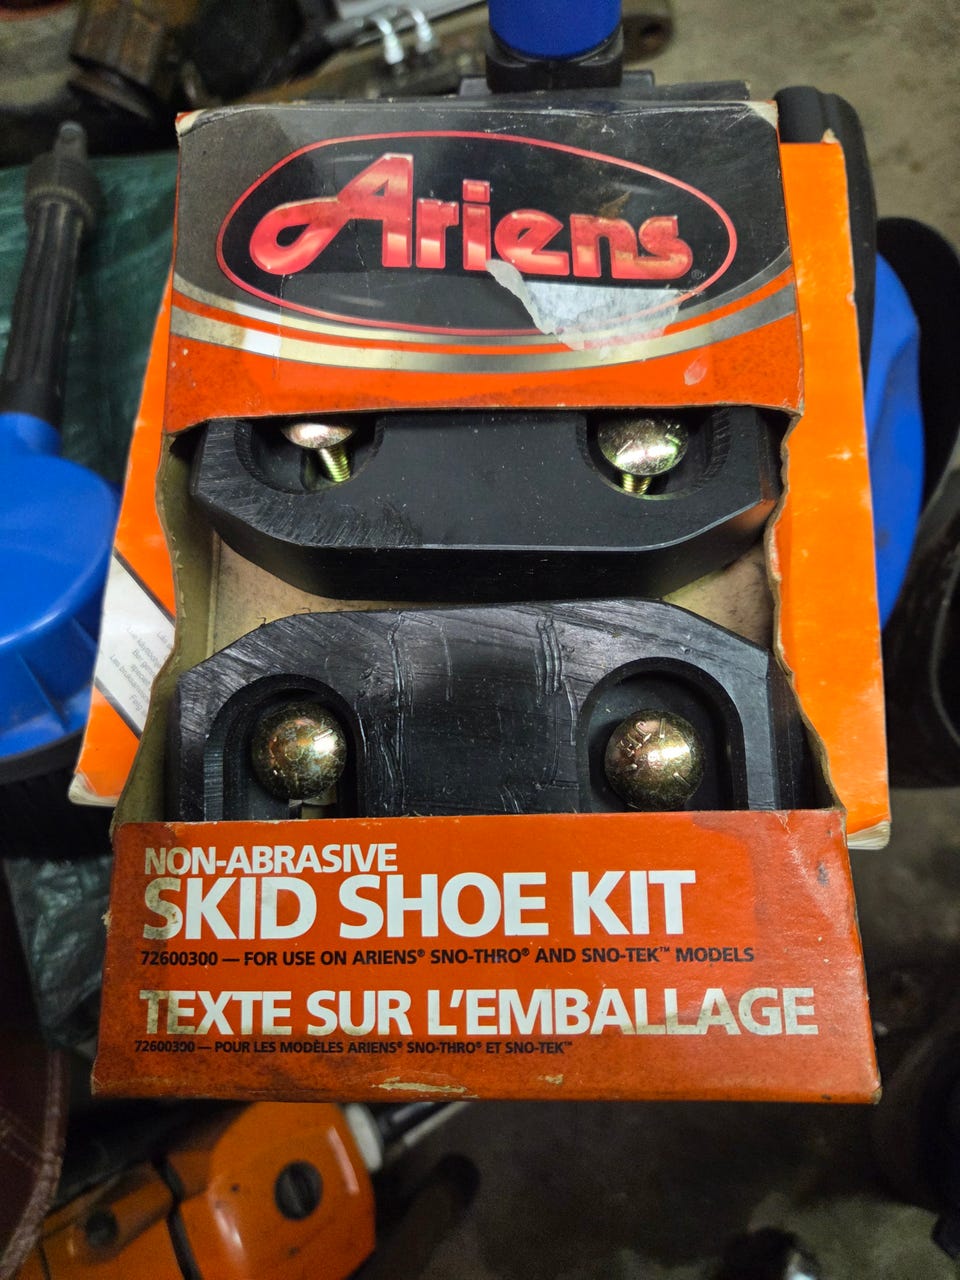 Ariens®
NON-ABRASIVE
SKID SHOE KIT
72600300 — FOR USE ON ARIENS® SNO-THRO® AND SNO-TEK™ MODELS
TEXTE SUR L'EMBALLAGE
72600300 — POUR LES MODÈLES ARIENS® SNO-THRO® ET SNO-TEK™